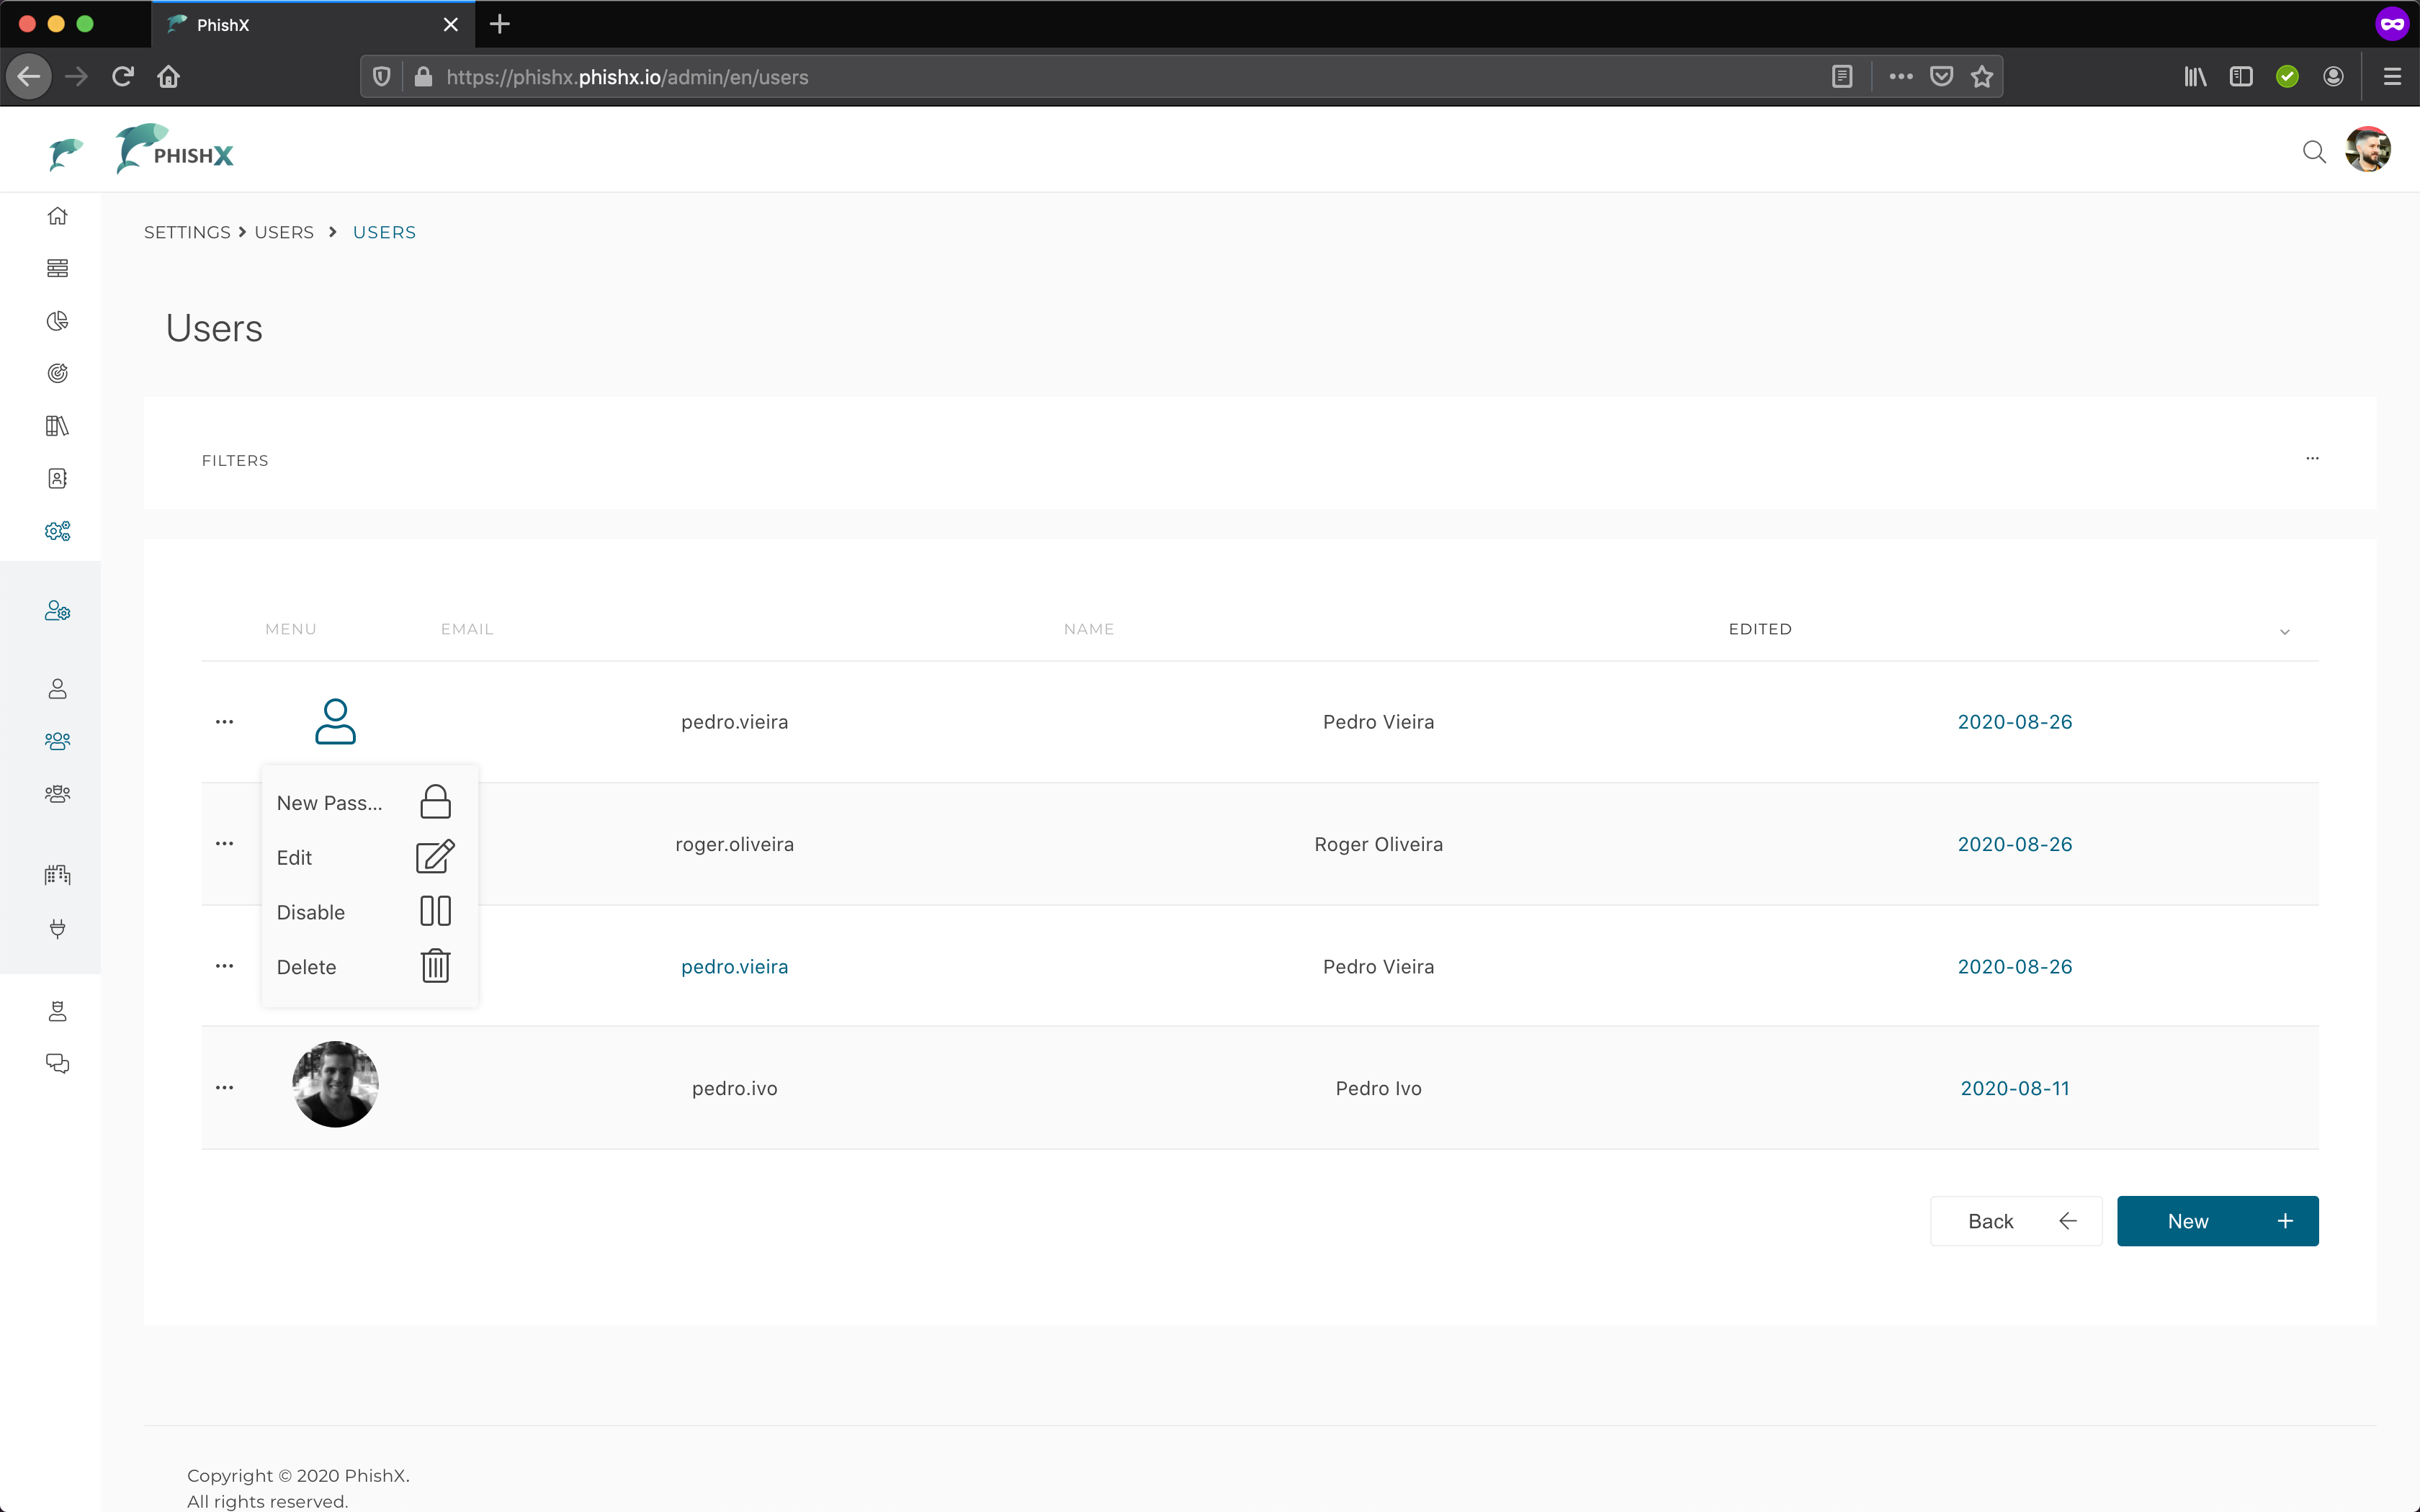 PhishX
https://phishx.phishx.io/admin/en/users
PHISHX
SETTINGS > USERS > USERS
Users
FILTERS
MENU EMAIL NAME EDITED
pedro.vieira Pedro Vieira 2020-08-26
New Pass...
roger.oliveira Roger Oliveira 2020-08-26
Edit
Disable
pedro.vieira Pedro Vieira 2020-08-26
Delete
pedro.ivo Pedro Ivo 2020-08-11
Back New
Copyright © 2020 PhishX.
All rights reserved.